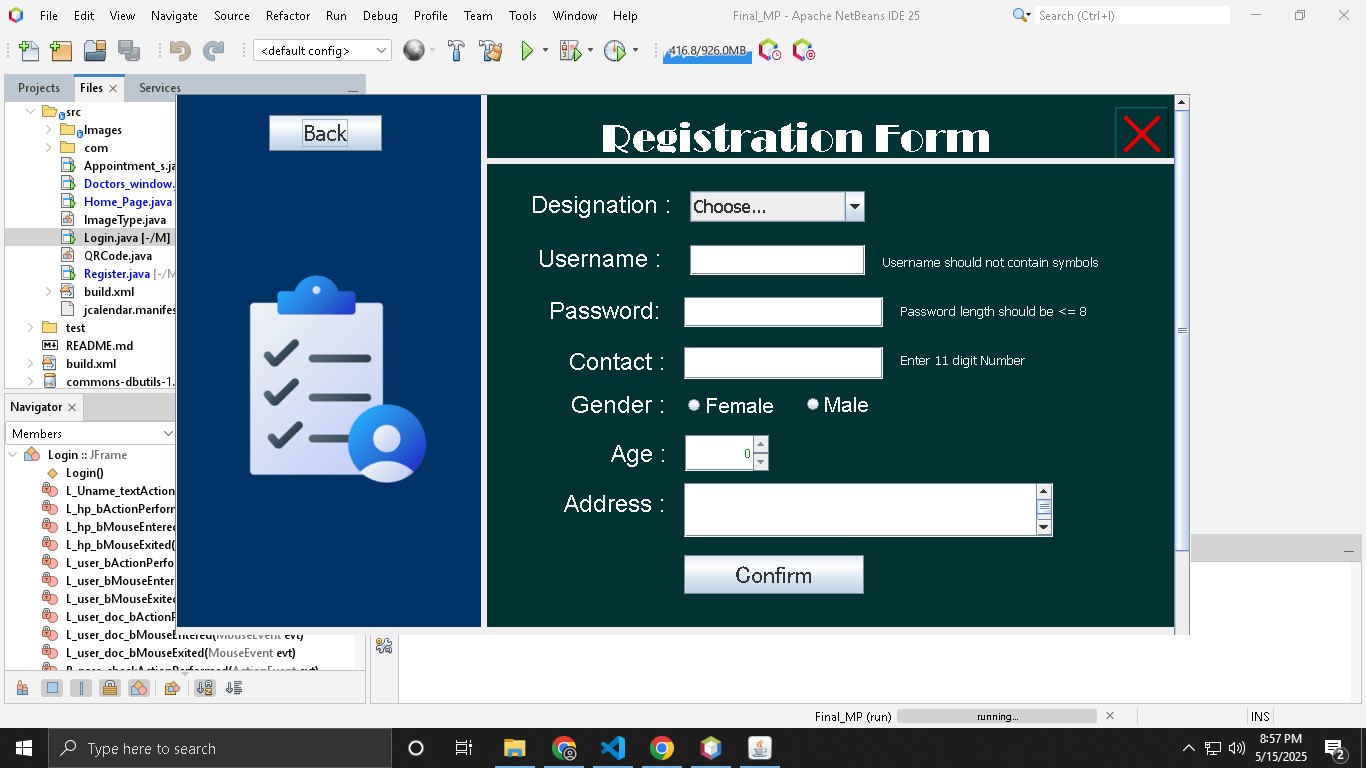 File Edit View Navigate Source Refactor Run Debug Profile Team Tools Window Help Final_MP - Apache NetBeans IDE 25 Search (Ctrl+I)
<default config> 416.8/926.0MB
Projects Files Services
src
Images
com
Appointment_s.ja
Doctors_window.
Home_Page.java
ImageType.java
Login.java [-/M]
QRCode.java
Register.java [-/M
build.xml
jcalendar.manifes
test
README.md
build.xml
commons-dbutils-1.
Navigator
Members
Login :: JFrame
Login()
L_Uname_textAction
L_hp_bActionPerform
L_hp_bMouseEntered
L_hp_bMouseExited(
L_user_bActionPerfo
L_user_bMouseEnter
L_user_bMouseExited
L_user_doc_bActionP
L_user_doc_bMouseEntered(MouseEvent evt)
L_user_doc_bMouseExited(MouseEvent evt)
Back
Registration Form
Designation : Choose...
Username : Username should not contain symbols
Password: Password length should be <= 8
Contact : Enter 11 digit Number
Gender : Female Male
Age : 0
Address :
Confirm
Final_MP (run) running... INS
Type here to search
8:57 PM
5/15/2025
2